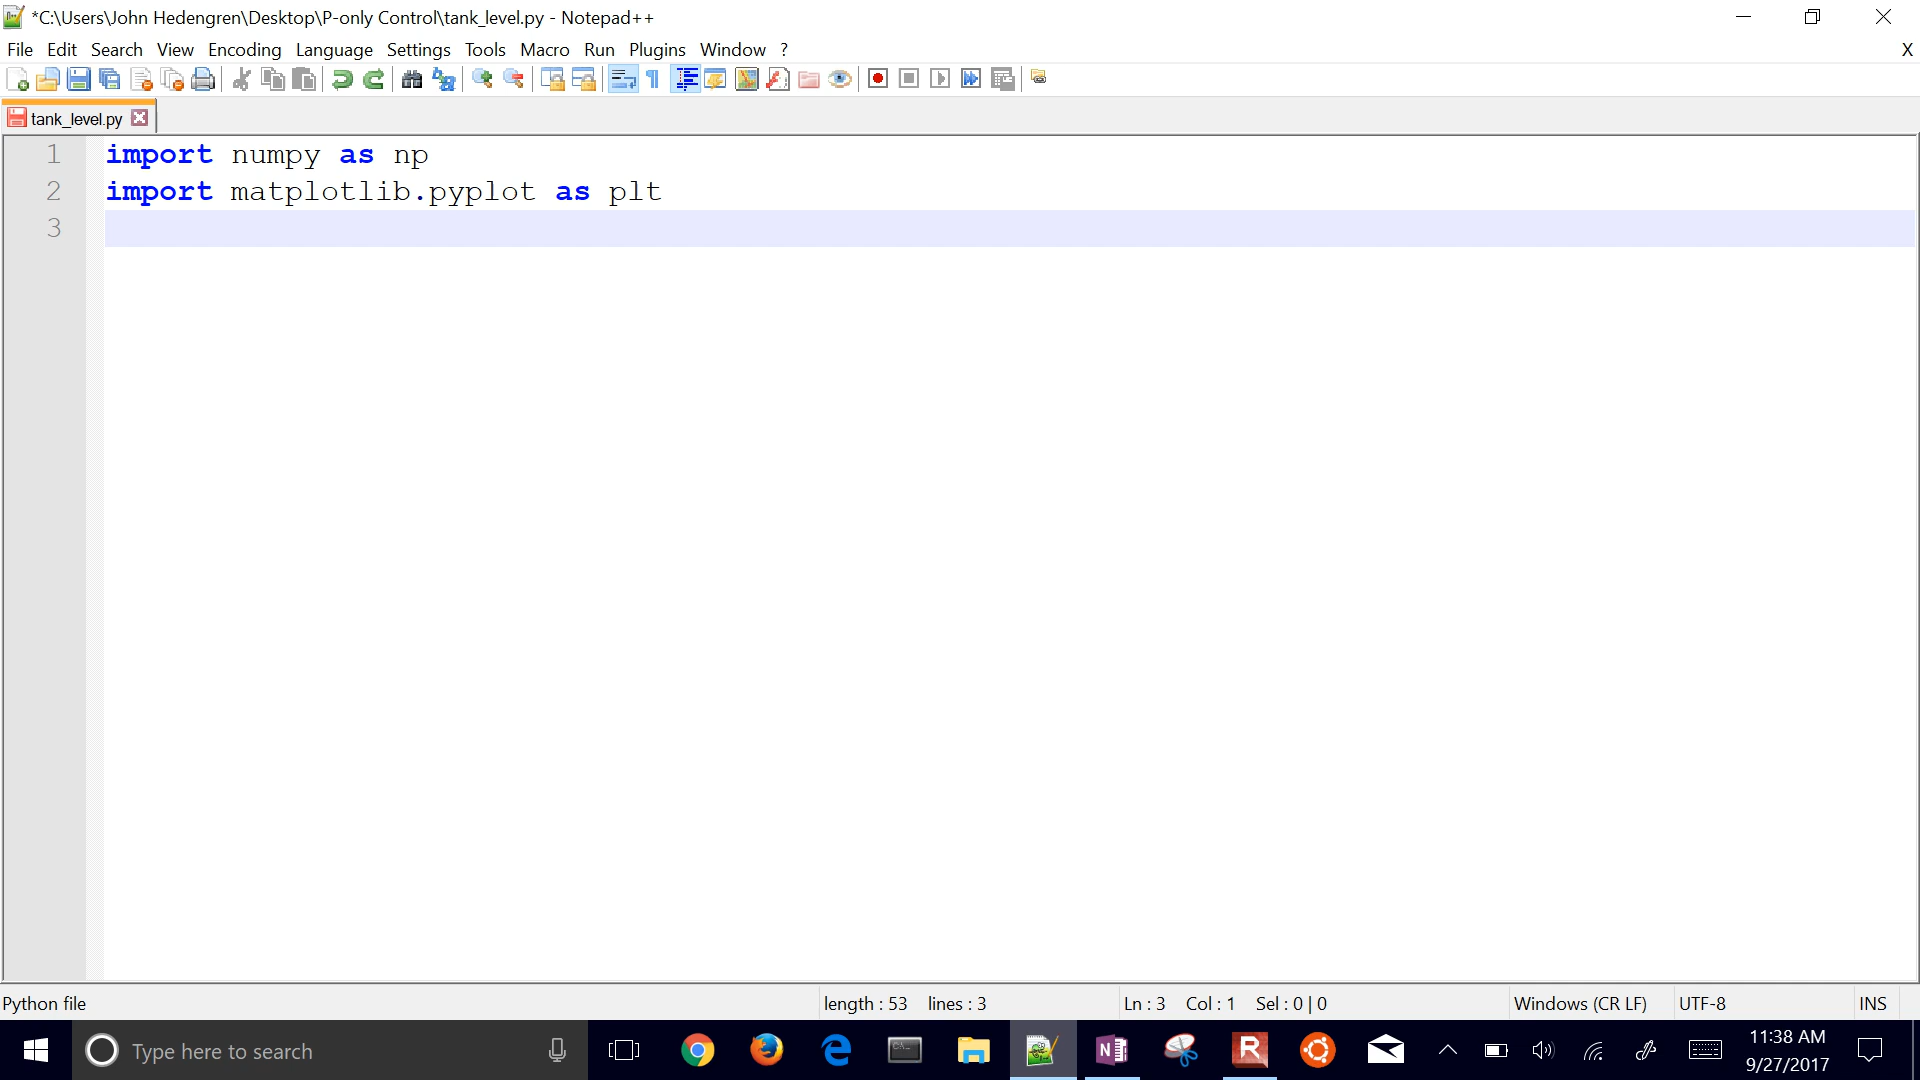 *C:\Users\John Hedengren\Desktop\P-only Control\tank_level.py - Notepad++
File Edit Search View Encoding Language Settings Tools Macro Run Plugins Window ?
X
tank_level.py
1 import numpy as np
2 import matplotlib.pyplot as plt
3
Python file length : 53 lines : 3 Ln : 3 Col : 1 Sel : 0 | 0 Windows (CR LF) UTF-8 INS
Type here to search
11:38 AM
9/27/2017